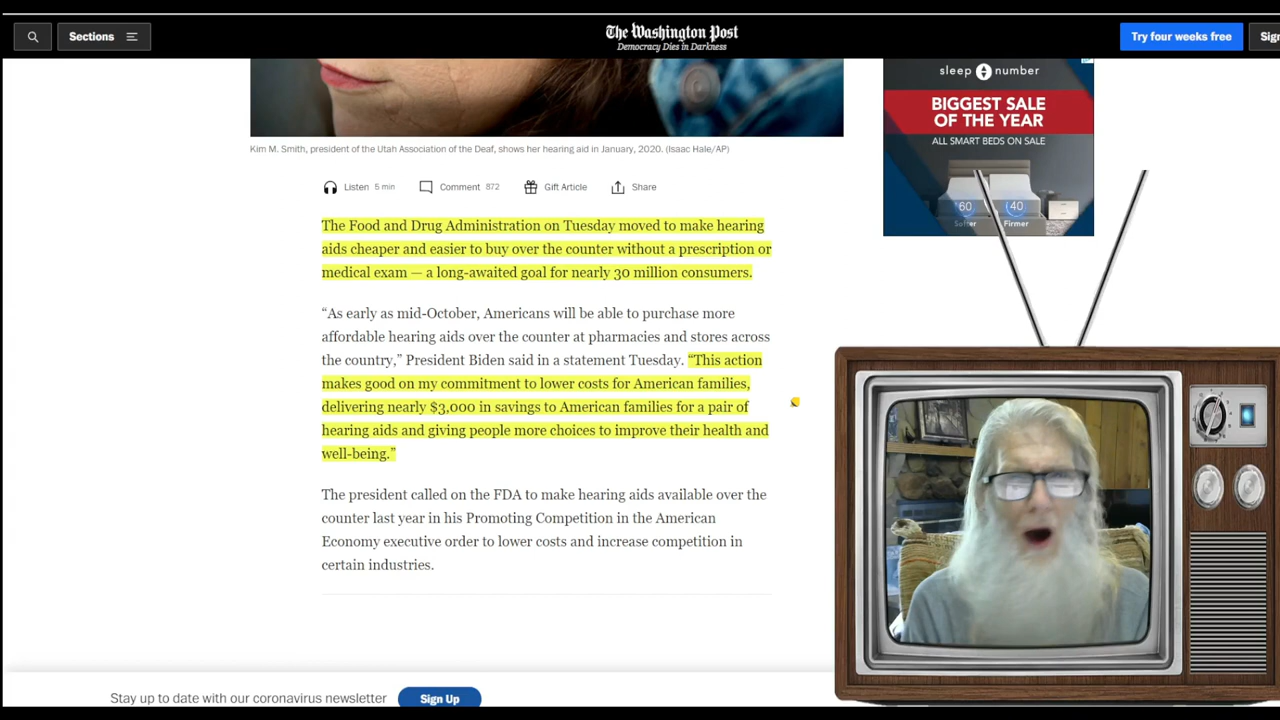 Sections
The Washington Post
Democracy Dies in Darkness
Try four weeks free
Sign
sleep number
BIGGEST SALE
OF THE YEAR
ALL SMART BEDS ON SALE
60
40
Softer
Firmer
Kim M. Smith, president of the Utah Association of the Deaf, shows her hearing aid in January, 2020. (Isaac Hale/AP)
Listen 5 min
Comment 872
Gift Article
Share
The Food and Drug Administration on Tuesday moved to make hearing
aids cheaper and easier to buy over the counter without a prescription or
medical exam — a long-awaited goal for nearly 30 million consumers.
“As early as mid-October, Americans will be able to purchase more
affordable hearing aids over the counter at pharmacies and stores across
the country,” President Biden said in a statement Tuesday. “This action
makes good on my commitment to lower costs for American families,
delivering nearly $3,000 in savings to American families for a pair of
hearing aids and giving people more choices to improve their health and
well-being.”
The president called on the FDA to make hearing aids available over the
counter last year in his Promoting Competition in the American
Economy executive order to lower costs and increase competition in
certain industries.
Stay up to date with our coronavirus newsletter
Sign Up